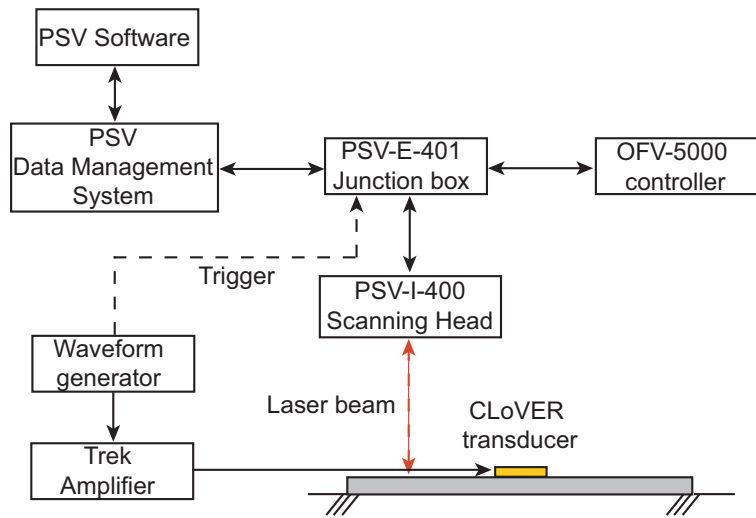 PSV Software
PSV
Data Management
System
PSV-E-401
Junction box
OFV-5000
controller
Trigger
PSV-I-400
Scanning Head
Waveform
generator
Laser beam
CLoVER
transducer
Trek
Amplifier